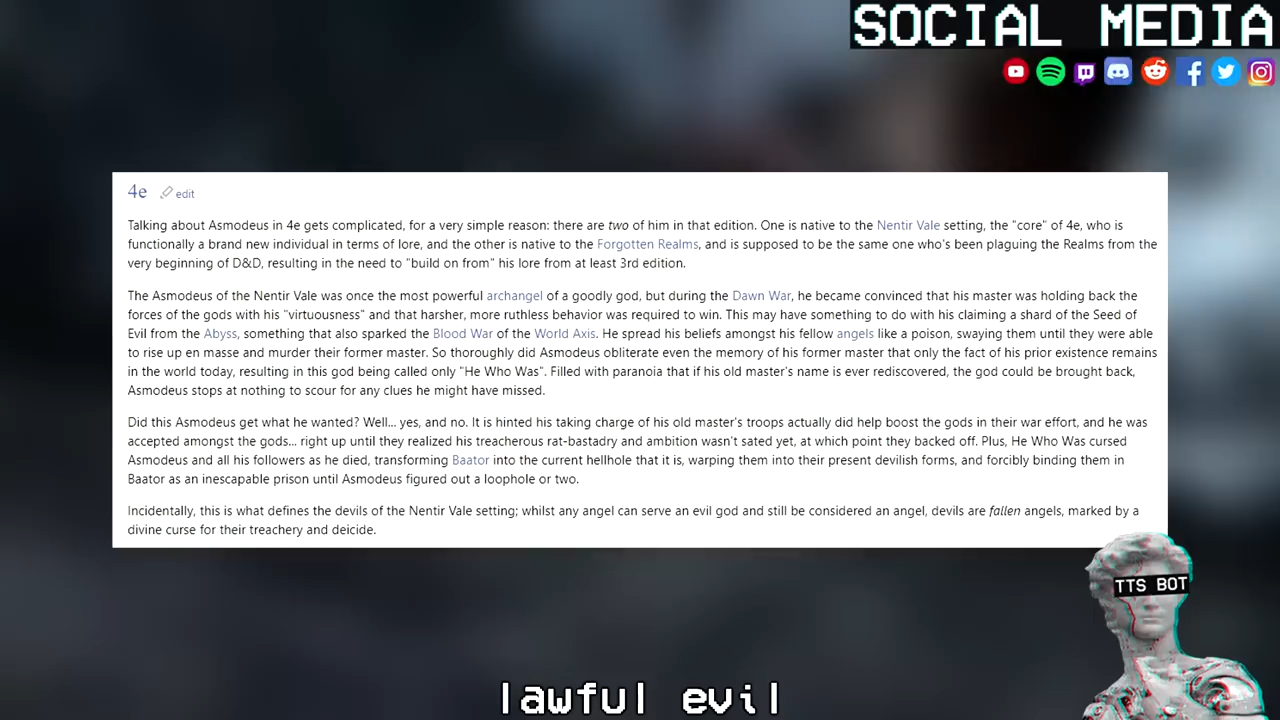 SOCIAL MEDIA
4e edit
Talking about Asmodeus in 4e gets complicated, for a very simple reason: there are two of him in that edition. One is native to the Nentir Vale setting, the "core" of 4e, who is
functionally a brand new individual in terms of lore, and the other is native to the Forgotten Realms, and is supposed to be the same one who's been plaguing the Realms from the
very beginning of D&D, resulting in the need to "build on from" his lore from at least 3rd edition.
The Asmodeus of the Nentir Vale was once the most powerful archangel of a goodly god, but during the Dawn War, he became convinced that his master was holding back the
forces of the gods with his "virtuousness" and that harsher, more ruthless behavior was required to win. This may have something to do with his claiming a shard of the Seed of
Evil from the Abyss, something that also sparked the Blood War of the World Axis. He spread his beliefs amongst his fellow angels like a poison, swaying them until they were able
to rise up en masse and murder their former master. So thoroughly did Asmodeus obliterate even the memory of his former master that only the fact of his prior existence remains
in the world today, resulting in this god being called only "He Who Was". Filled with paranoia that if his old master's name is ever rediscovered, the god could be brought back,
Asmodeus stops at nothing to scour for any clues he might have missed.
Did this Asmodeus get what he wanted? Well... yes, and no. It is hinted his taking charge of his old master's troops actually did help boost the gods in their war effort, and he was
accepted amongst the gods... right up until they realized his treacherous rat-bastadry and ambition wasn't sated yet, at which point they backed off. Plus, He Who Was cursed
Asmodeus and all his followers as he died, transforming Baator into the current hellhole that it is, warping them into their present devilish forms, and forcibly binding them in
Baator as an inescapable prison until Asmodeus figured out a loophole or two.
Incidentally, this is what defines the devils of the Nentir Vale setting; whilst any angel can serve an evil god and still be considered an angel, devils are fallen angels, marked by a
divine curse for their treachery and deicide.
TTS BOT
lawful evil